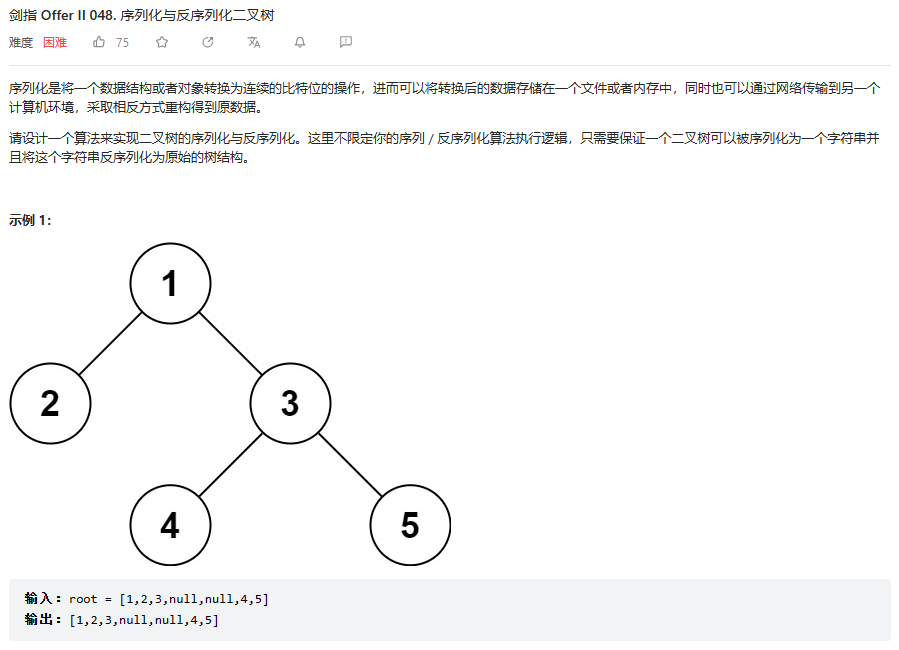 剑指 Offer II 048. 序列化与反序列化二叉树
难度 困难 75
序列化是将一个数据结构或者对象转换为连续的比特位的操作，进而可以将转换后的数据存储在一个文件或者内存中，同时也可以通过网络传输到另一个
计算机环境，采取相反方式重构得到原数据。
请设计一个算法来实现二叉树的序列化与反序列化。这里不限定你的序列 / 反序列化算法执行逻辑，只需要保证一个二叉树可以被序列化为一个字符串并
且将这个字符串反序列化为原始的树结构。
示例 1：
1
2 3
4 5
输入：root = [1,2,3,null,null,4,5]
输出：[1,2,3,null,null,4,5]